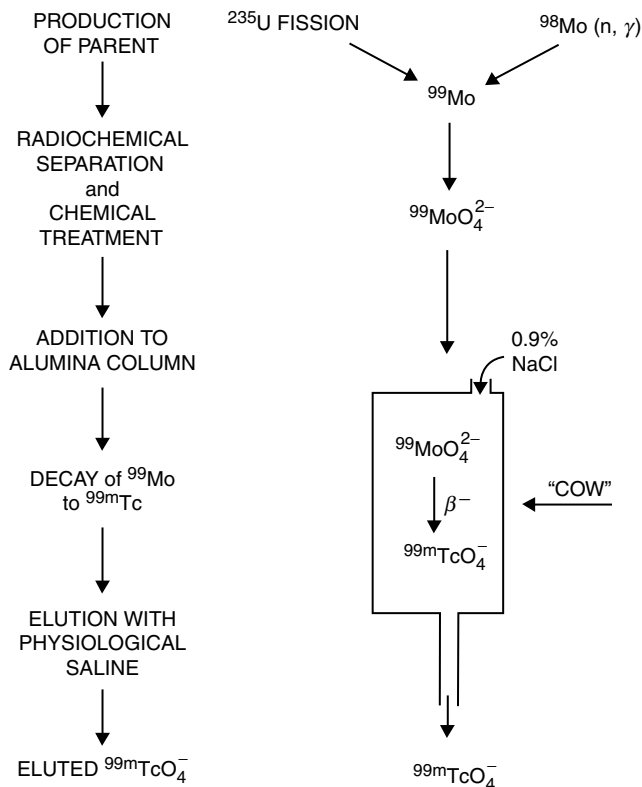 PRODUCTION
OF PARENT
RADIOCHEMICAL
SEPARATION
and
CHEMICAL
TREATMENT
ADDITION TO
ALUMINA COLUMN
DECAY of ⁹⁹Mo
to ⁹⁹ᵐTc
ELUTION WITH
PHYSIOLOGICAL
SALINE
ELUTED ⁹⁹ᵐTcO₄⁻
²³⁵U FISSION
⁹⁸Mo (n, γ)
⁹⁹Mo
⁹⁹MoO₄²⁻
0.9%
NaCl
⁹⁹MoO₄²⁻
β⁻
⁹⁹ᵐTcO₄⁻
“COW”
⁹⁹ᵐTcO₄⁻